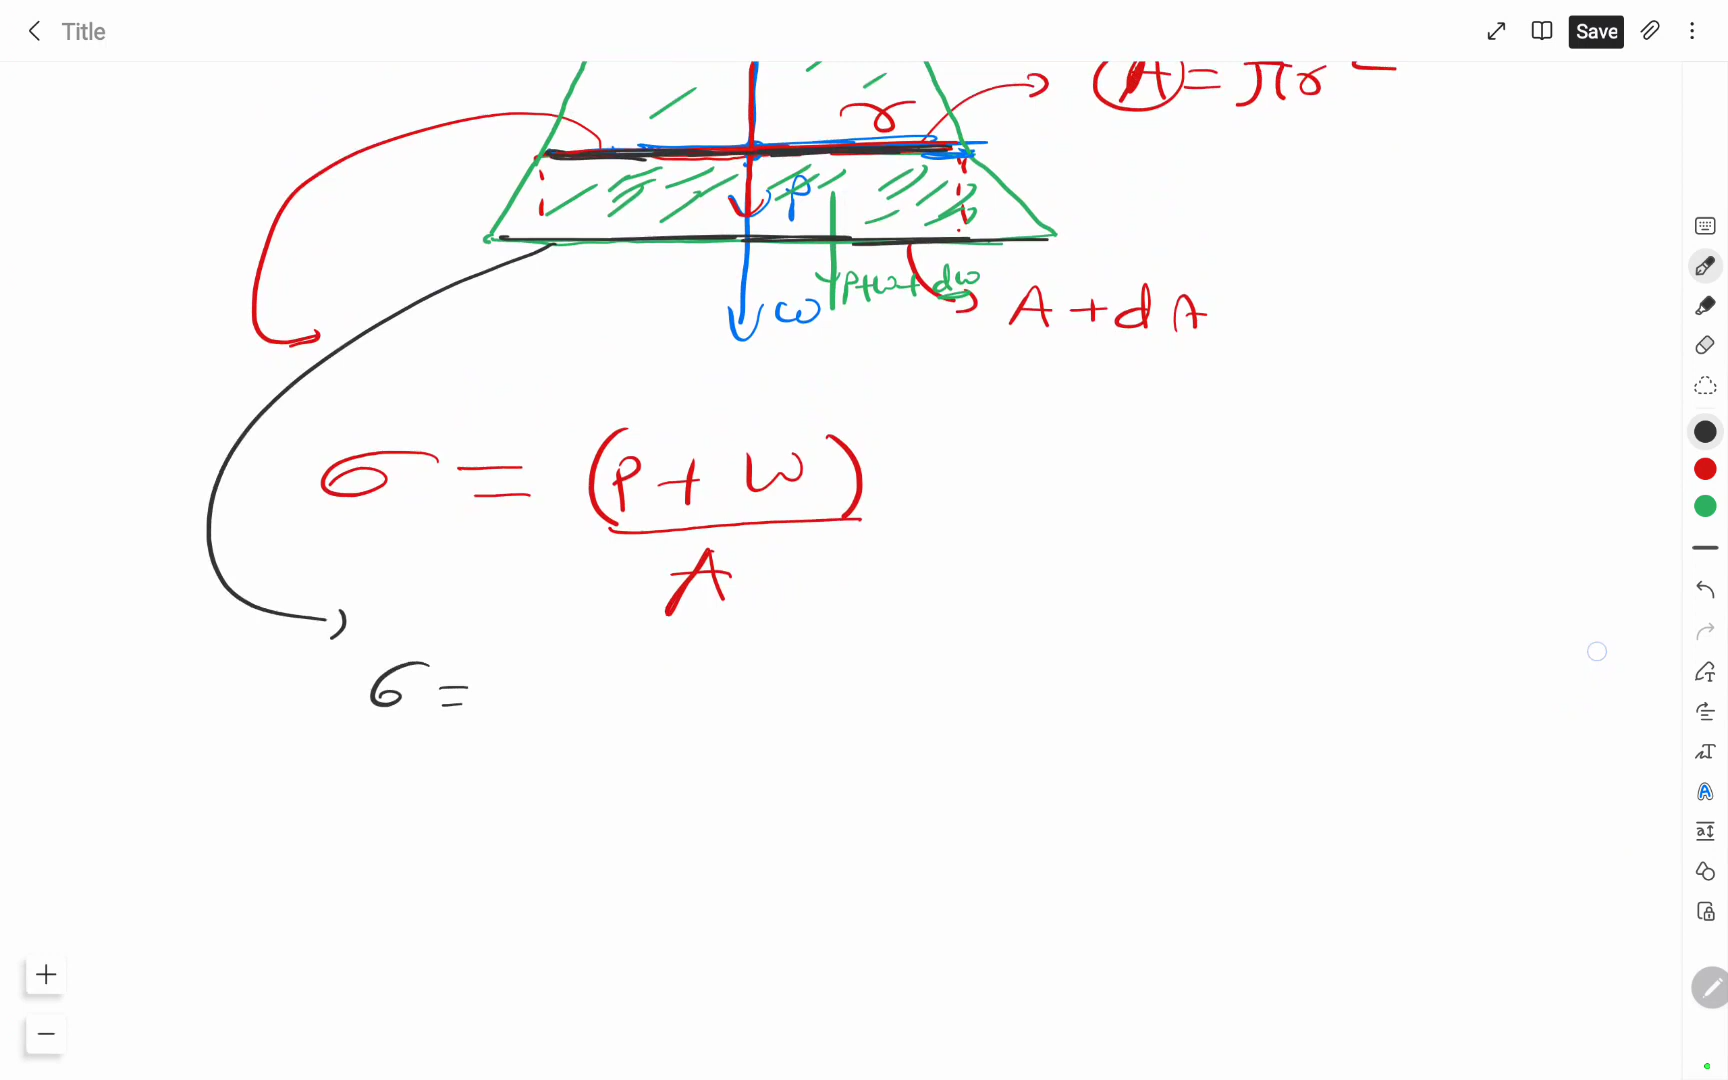 Title
Save
A = πr²
r
P
P+w+dw
w
A + dA
σ = (P + W)
A
σ =